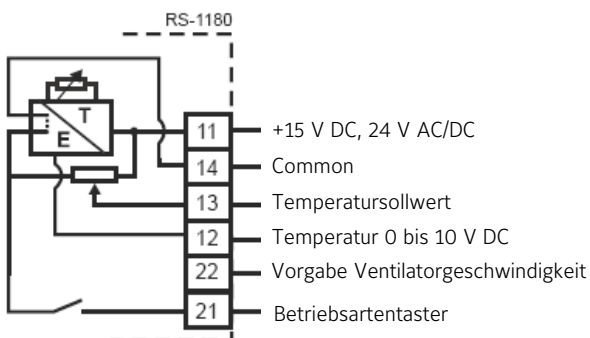 RS-1180
T
E
11 +15 V DC, 24 V AC/DC
14 Common
13 Temperatursollwert
12 Temperatur 0 bis 10 V DC
22 Vorgabe Ventilatorgeschwindigkeit
21 Betriebsartentaster